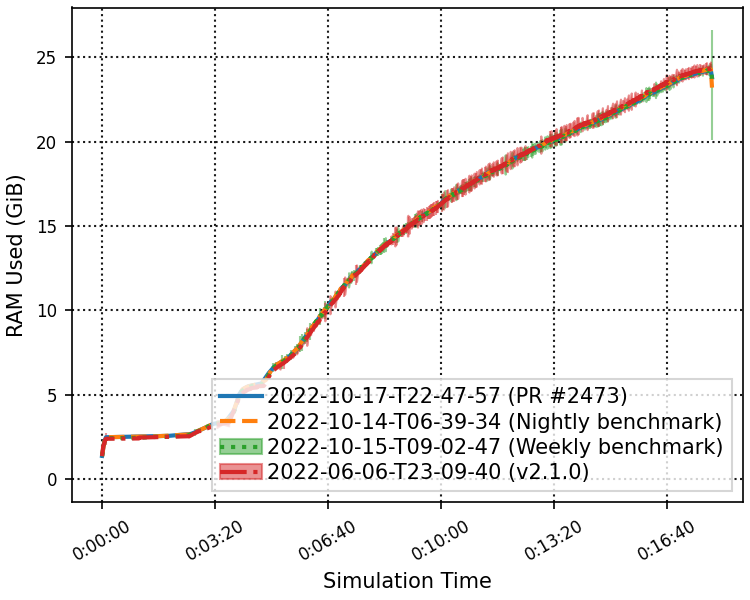 25
20
15
10
5
0
RAM Used (GiB)
2022-10-17-T22-47-57 (PR #2473)
2022-10-14-T06-39-34 (Nightly benchmark)
2022-10-15-T09-02-47 (Weekly benchmark)
2022-06-06-T23-09-40 (v2.1.0)
0:00:00
0:03:20
0:06:40
0:10:00
0:13:20
0:16:40
Simulation Time